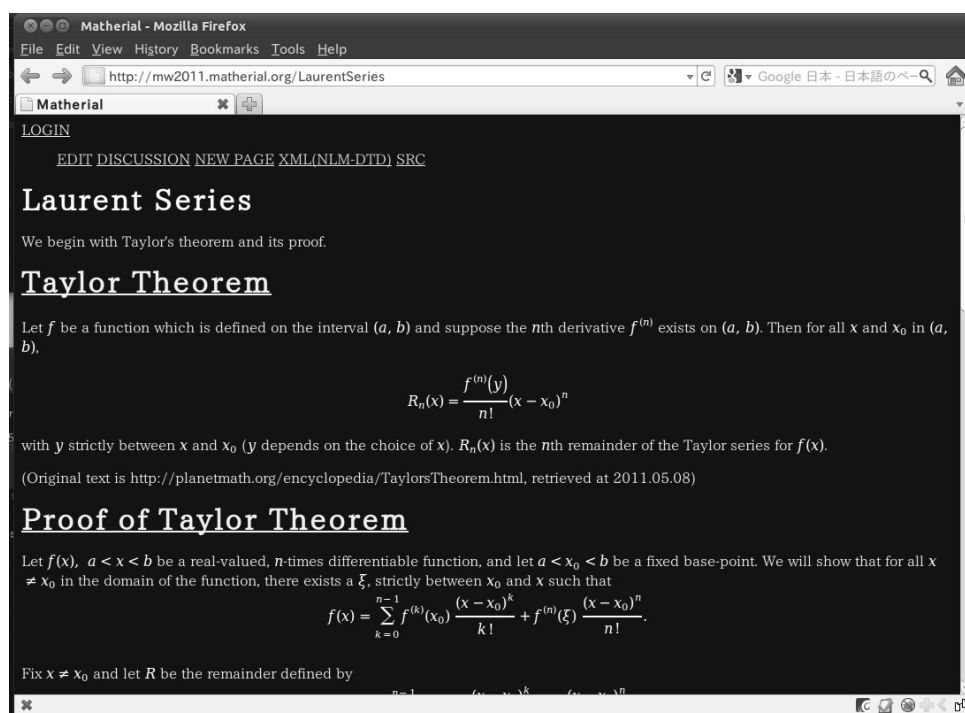 Matherial - Mozilla Firefox
File Edit View History Bookmarks Tools Help
http://mw2011.matherial.org/LaurentSeries
Google 日本 - 日本語のペー
Matherial
LOGIN
EDIT DISCUSSION NEW PAGE XML(NLM-DTD) SRC
Laurent Series
We begin with Taylor's theorem and its proof.
Taylor Theorem
Let f be a function which is defined on the interval (a, b) and suppose the nth derivative f^(n) exists on (a, b). Then for all x and x₀ in (a,
b),
Rₙ(x) = f^(n)(y)/n! (x − x₀)^n
with y strictly between x and x₀ (y depends on the choice of x). Rₙ(x) is the nth remainder of the Taylor series for f(x).
(Original text is http://planetmath.org/encyclopedia/TaylorsTheorem.html, retrieved at 2011.05.08)
Proof of Taylor Theorem
Let f(x), a < x < b be a real-valued, n-times differentiable function, and let a < x₀ < b be a fixed base-point. We will show that for all x
≠ x₀ in the domain of the function, there exists a ξ, strictly between x₀ and x such that
f(x) = ∑_{k=0}^{n−1} f^(k)(x₀) (x − x₀)^k/k! + f^(n)(ξ) (x − x₀)^n/n!.
Fix x ≠ x₀ and let R be the remainder defined by